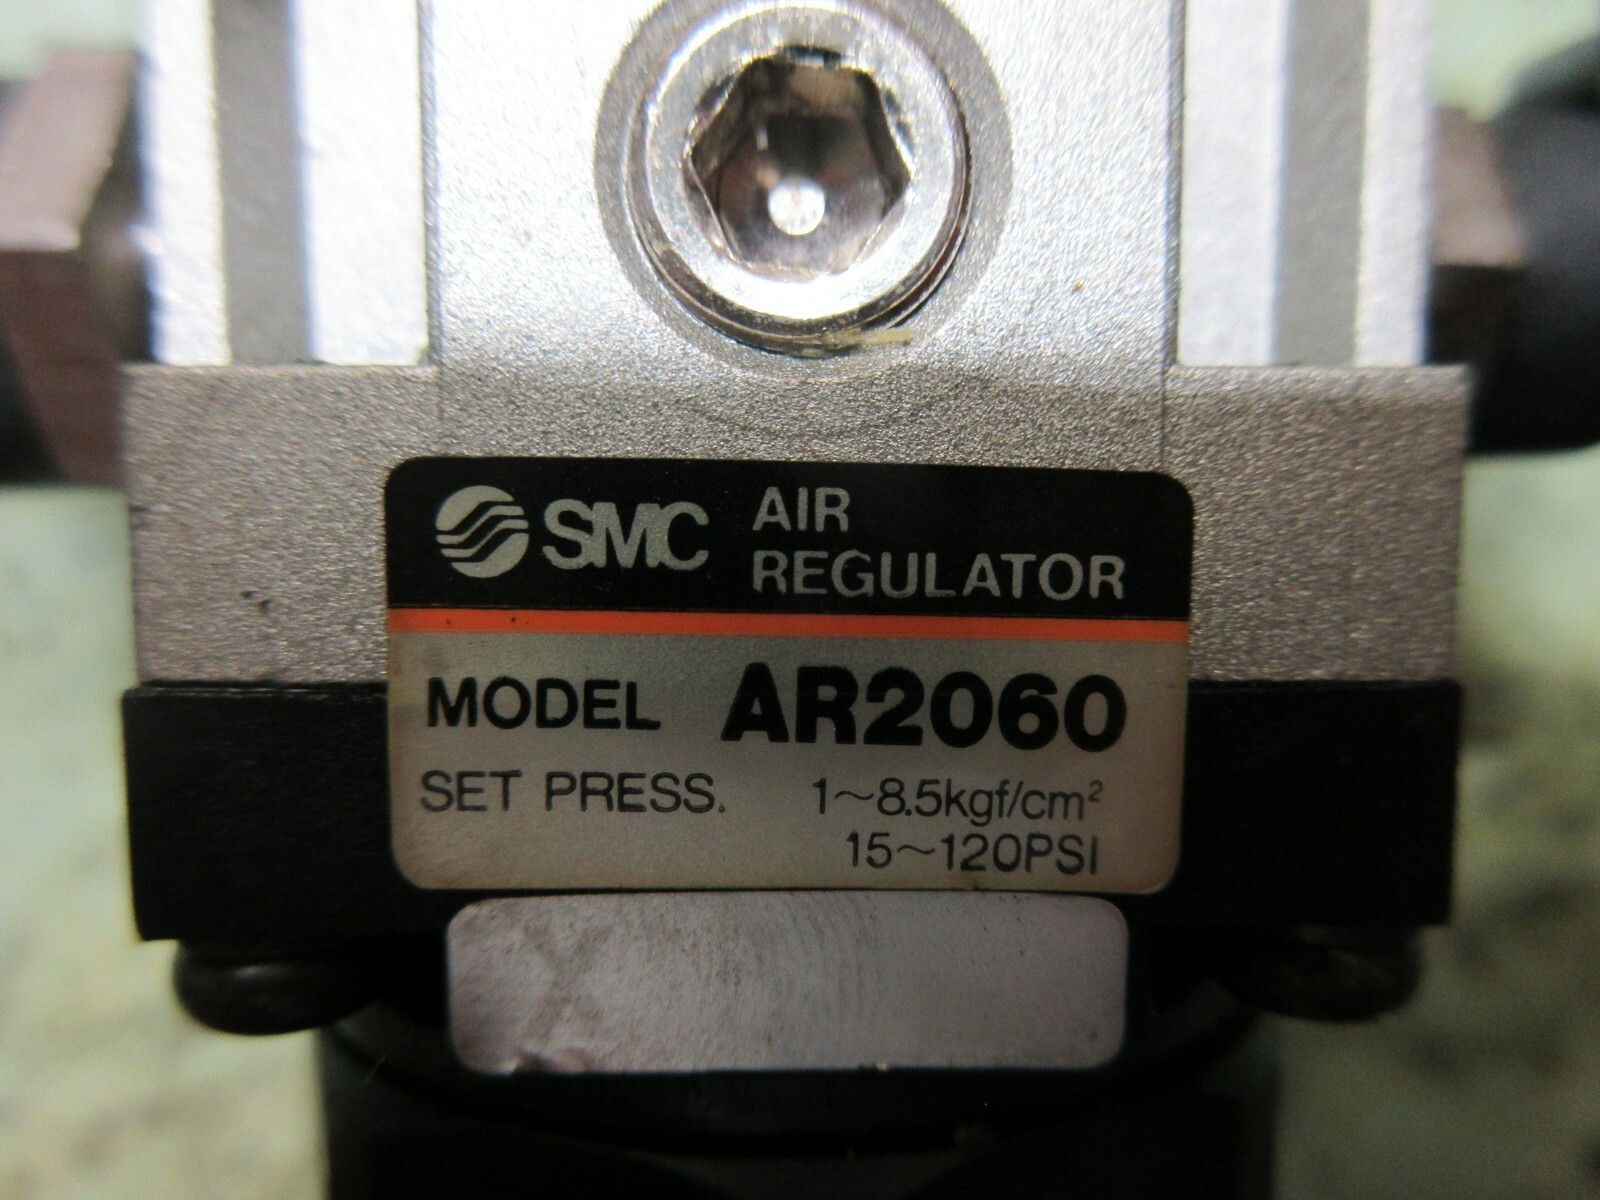 SMC AIR
REGULATOR
MODEL AR2060
SET PRESS. 1~8.5kgf/cm²
15~120PSI